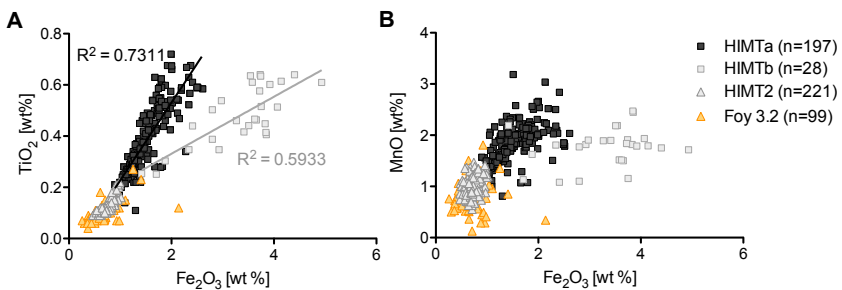 A
R² = 0.7311
R² = 0.5933
TiO₂ [wt%]
0.8
0.6
0.4
0.2
0.0
0 2 4 6
Fe₂O₃ [wt %]
B
MnO [wt%]
4
3
2
1
0
0 2 4 6
Fe₂O₃ [wt %]
HIMTa (n=197)
HIMTb (n=28)
HIMT2 (n=221)
Foy 3.2 (n=99)